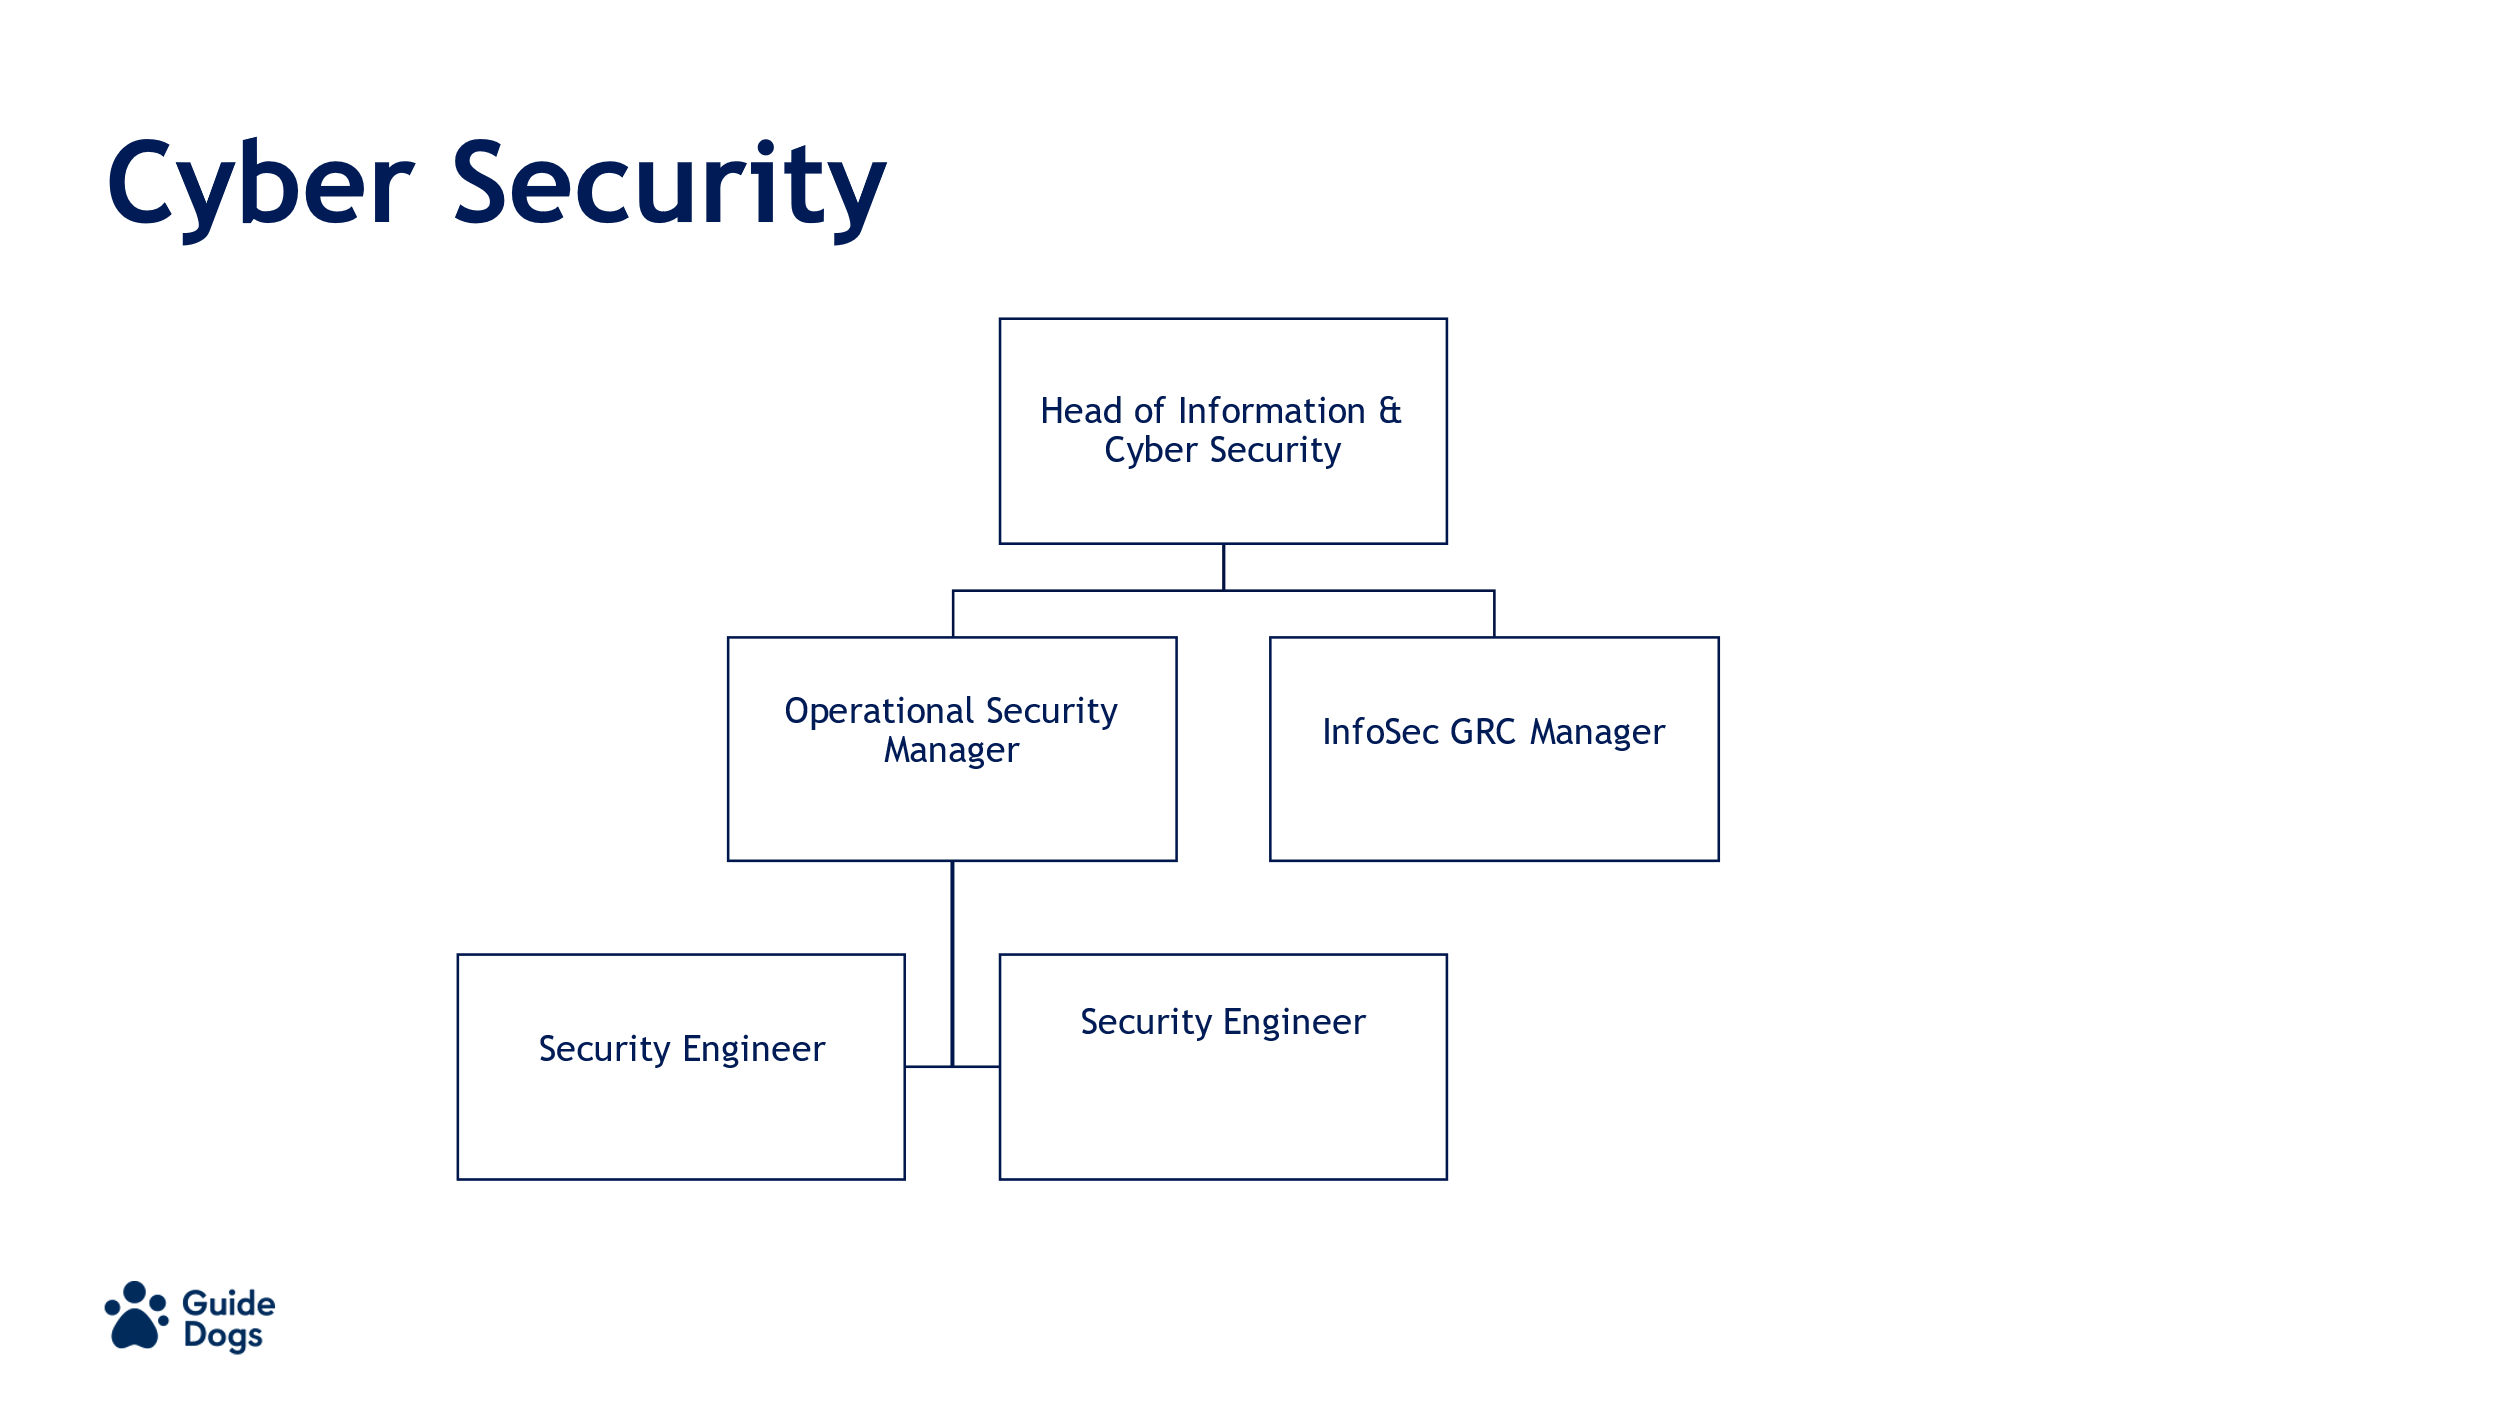 Cyber Security
Head of Information &
Cyber Security
Operational Security
Manager
InfoSec GRC Manager
Security Engineer
Security Engineer
Guide
Dogs